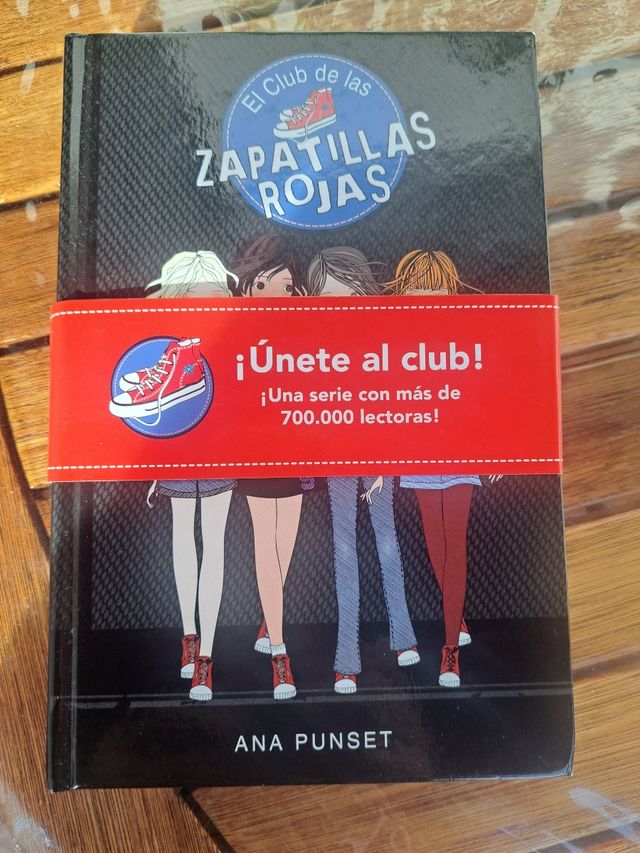 El Club de las
ZAPATILLAS
ROJAS
¡Únete al club!
¡Una serie con más de
700.000 lectoras!
ANA PUNSET